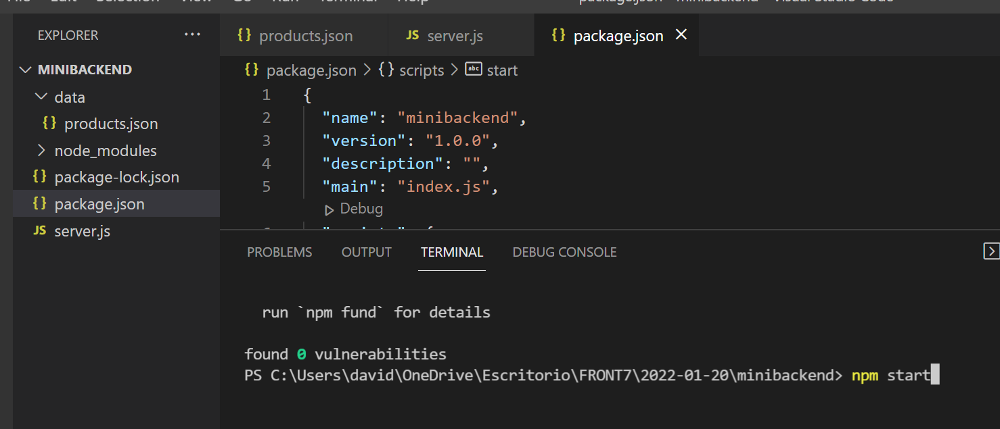 File Edit Selection View Go Run Terminal Help package.json - minibackend - Visual Studio Code
EXPLORER ···
MINIBACKEND
data
{} products.json
node_modules
{} package-lock.json
{} package.json
JS server.js
{} products.json JS server.js {} package.json ×
{} package.json > {} scripts > abc start
1 {
2 "name": "minibackend",
3 "version": "1.0.0",
4 "description": "",
5 "main": "index.js",
Debug
PROBLEMS OUTPUT TERMINAL DEBUG CONSOLE
run `npm fund` for details
found 0 vulnerabilities
PS C:\Users\david\OneDrive\Escritorio\FRONT7\2022-01-20\minibackend> npm start